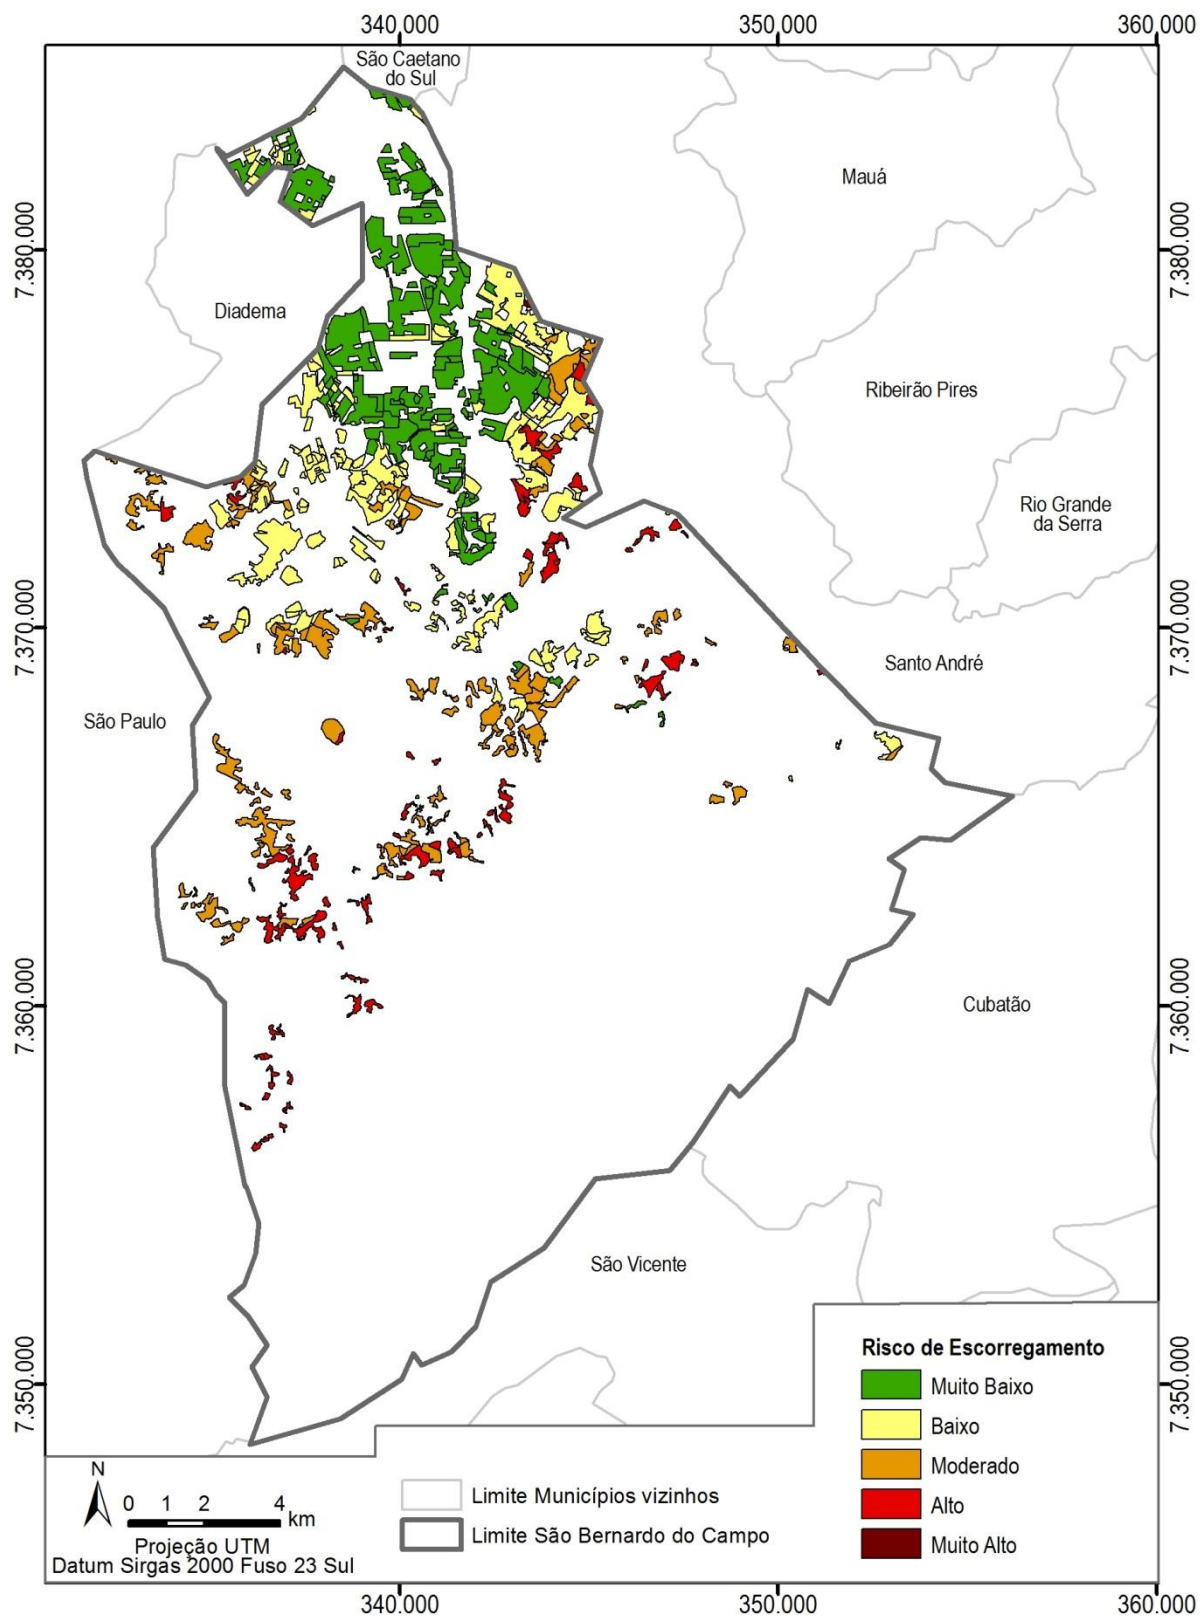 340.000
350.000
360.000
São Caetano
do Sul
Mauá
7.380.000
7.380.000
Diadema
Ribeirão Pires
Rio Grande
da Serra
7.370.000
7.370.000
Santo André
São Paulo
7.360.000
7.360.000
Cubatão
São Vicente
7.350.000
7.350.000
Risco de Escorregamento
Muito Baixo
Baixo
Moderado
Alto
Muito Alto
N
0 1 2 4
km
Projeção UTM
Datum Sirgas 2000 Fuso 23 Sul
Limite Municípios vizinhos
Limite São Bernardo do Campo
340.000
350.000
360.000